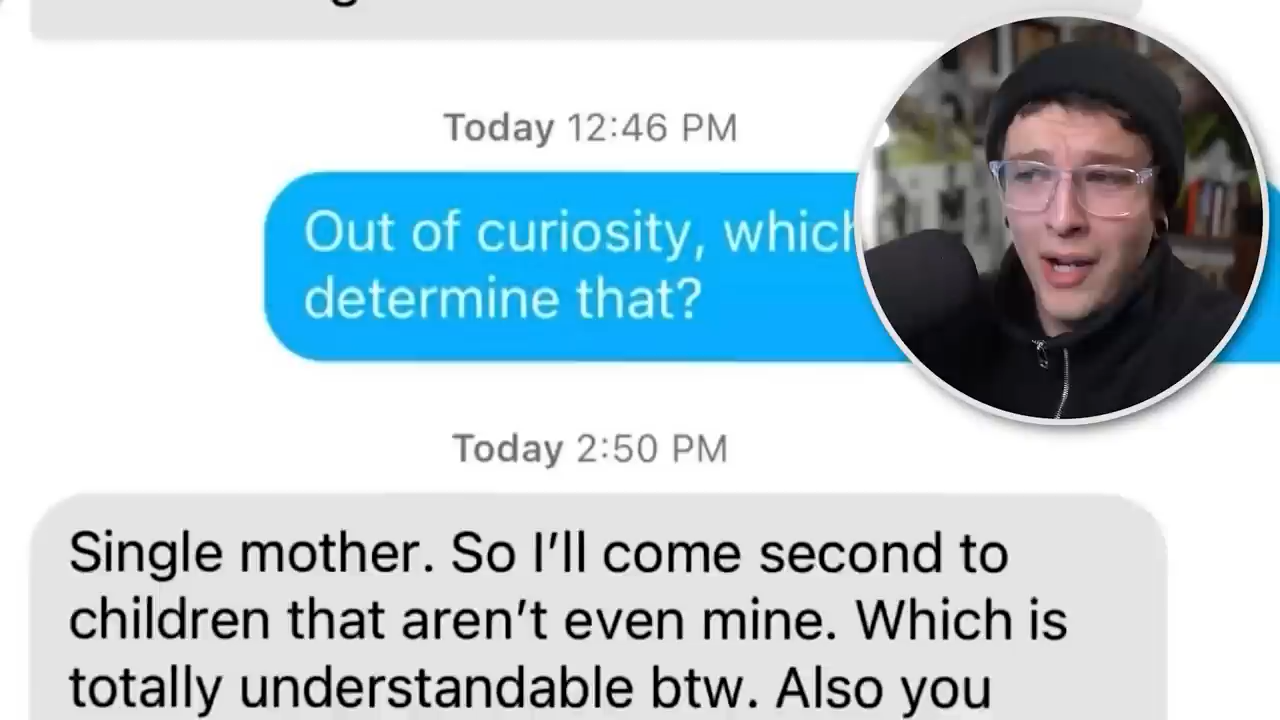 Today 12:46 PM
Out of curiosity, which
determine that?
Today 2:50 PM
Single mother. So I’ll come second to
children that aren’t even mine. Which is
totally understandable btw. Also you